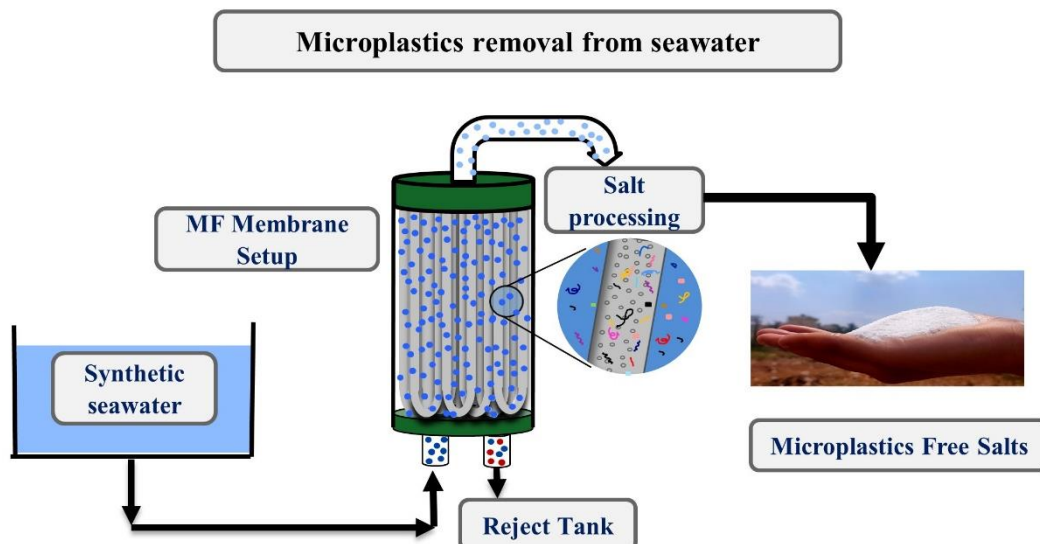 Microplastics removal from seawater
MF Membrane
Setup
Salt
processing
Synthetic
seawater
Microplastics Free Salts
Reject Tank